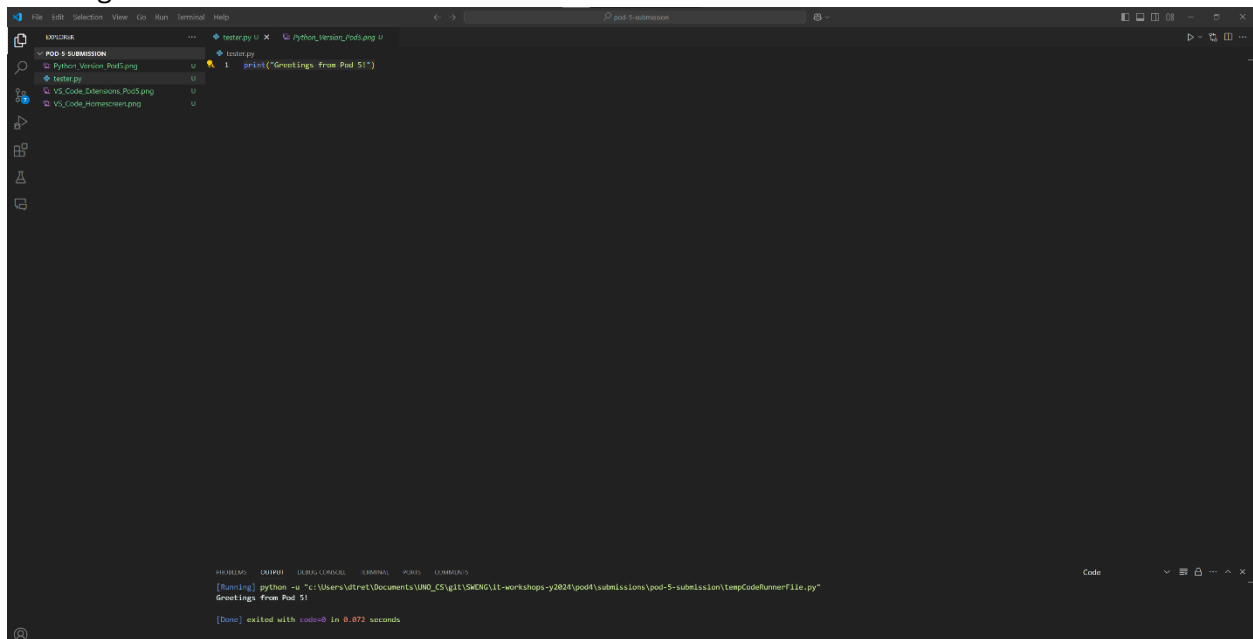 File Edit Selection View Go Run Terminal Help
pod-5-submission
EXPLORER
tester.py U
Python_Version_Pod5.png U
POD-5-SUBMISSION
Python_Version_Pod5.png U
tester.py U
VS_Code_Extensions_Pod5.png U
VS_Code_Homescreen.png U
tester.py
1 print("Greetings from Pod 5!")
PROBLEMS OUTPUT DEBUG CONSOLE TERMINAL PORTS COMMENTS
Code
[Running] python -u "c:\Users\dtret\Documents\UNO_CS\git\SWENG\it-workshops-y2024\pod4\submissions\pod-5-submission\tempCodeRunnerFile.py"
Greetings from Pod 5!
[Done] exited with code=0 in 0.072 seconds